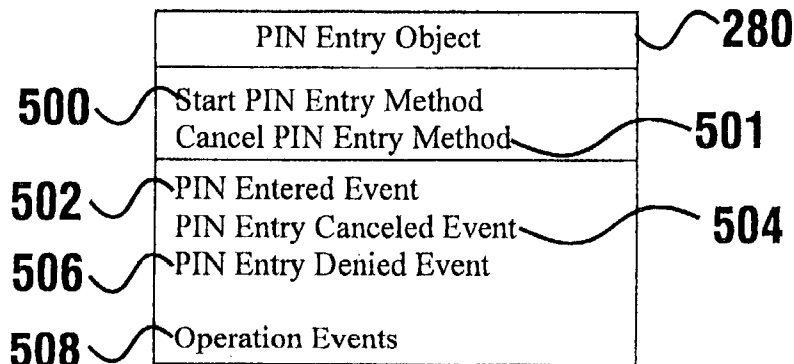 PIN Entry Object 280
500 Start PIN Entry Method
Cancel PIN Entry Method 501
502 PIN Entered Event
PIN Entry Canceled Event 504
506 PIN Entry Denied Event
508 Operation Events